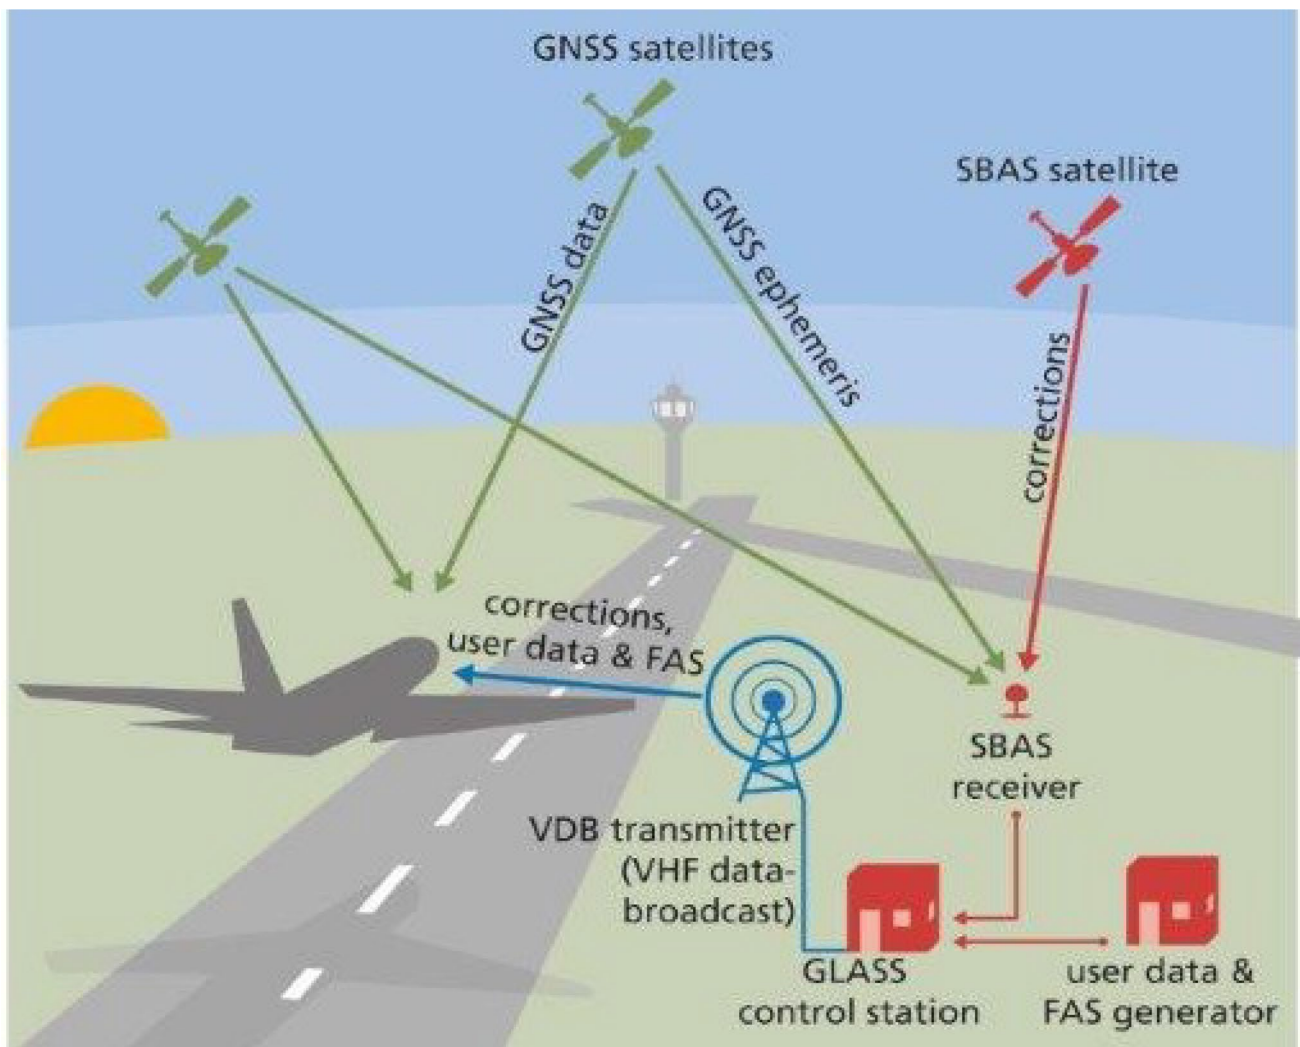 GNSS satellites
SBAS satellite
GNSS data
GNSS ephemeris
corrections
corrections,
user data & FAS
SBAS
receiver
VDB transmitter
(VHF data-
broadcast)
GLASS
control station
user data &
FAS generator